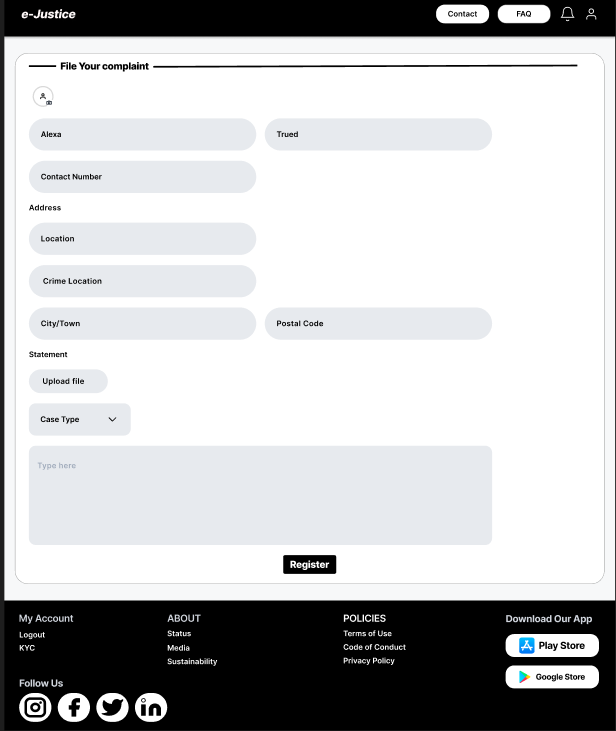 e-Justice
Contact
FAQ
File Your complaint
Alexa
Trued
Contact Number
Address
Location
Crime Location
City/Town
Postal Code
Statement
Upload file
Case Type
Type here
Register
My Account
Logout
KYC
Follow Us
ABOUT
Status
Media
Sustainability
POLICIES
Terms of Use
Code of Conduct
Privacy Policy
Download Our App
Play Store
Google Store